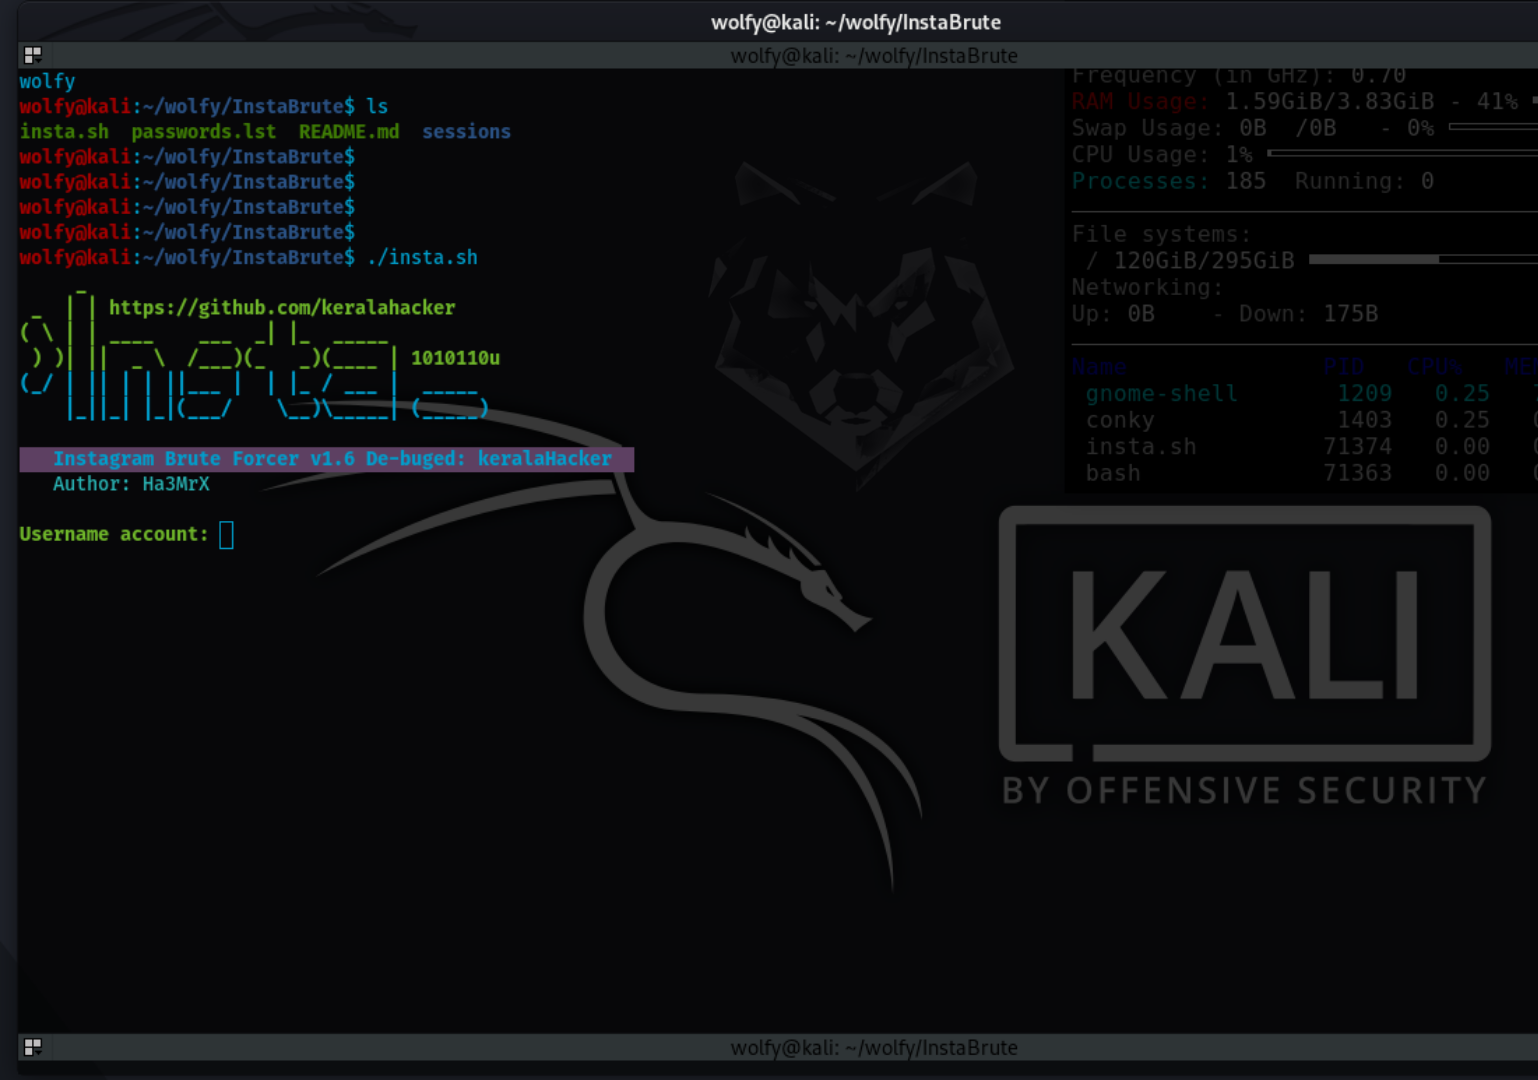 wolfy@kali: ~/wolfy/InstaBrute
wolfy@kali: ~/wolfy/InstaBrute
wolfy
wolfy@kali:~/wolfy/InstaBrute$ ls
insta.sh passwords.lst README.md sessions
wolfy@kali:~/wolfy/InstaBrute$
wolfy@kali:~/wolfy/InstaBrute$
wolfy@kali:~/wolfy/InstaBrute$
wolfy@kali:~/wolfy/InstaBrute$
wolfy@kali:~/wolfy/InstaBrute$ ./insta.sh
https://github.com/keralahacker
Insta
1010110u
Instagram Brute Forcer v1.6 De-buged: keralaHacker
Author: Ha3MrX
Username account:
Frequency (in GHz): 0.70
RAM Usage: 1.59GiB/3.83GiB - 41%
Swap Usage: 0B /0B - 0%
CPU Usage: 1%
Processes: 185 Running: 0
File systems:
/ 120GiB/295GiB
Networking:
Up: 0B - Down: 175B
Name PID CPU%
gnome-shell 1209 0.25
conky 1403 0.25
insta.sh 71374 0.00
bash 71363 0.00
KALI
BY OFFENSIVE SECURITY
wolfy@kali: ~/wolfy/InstaBrute